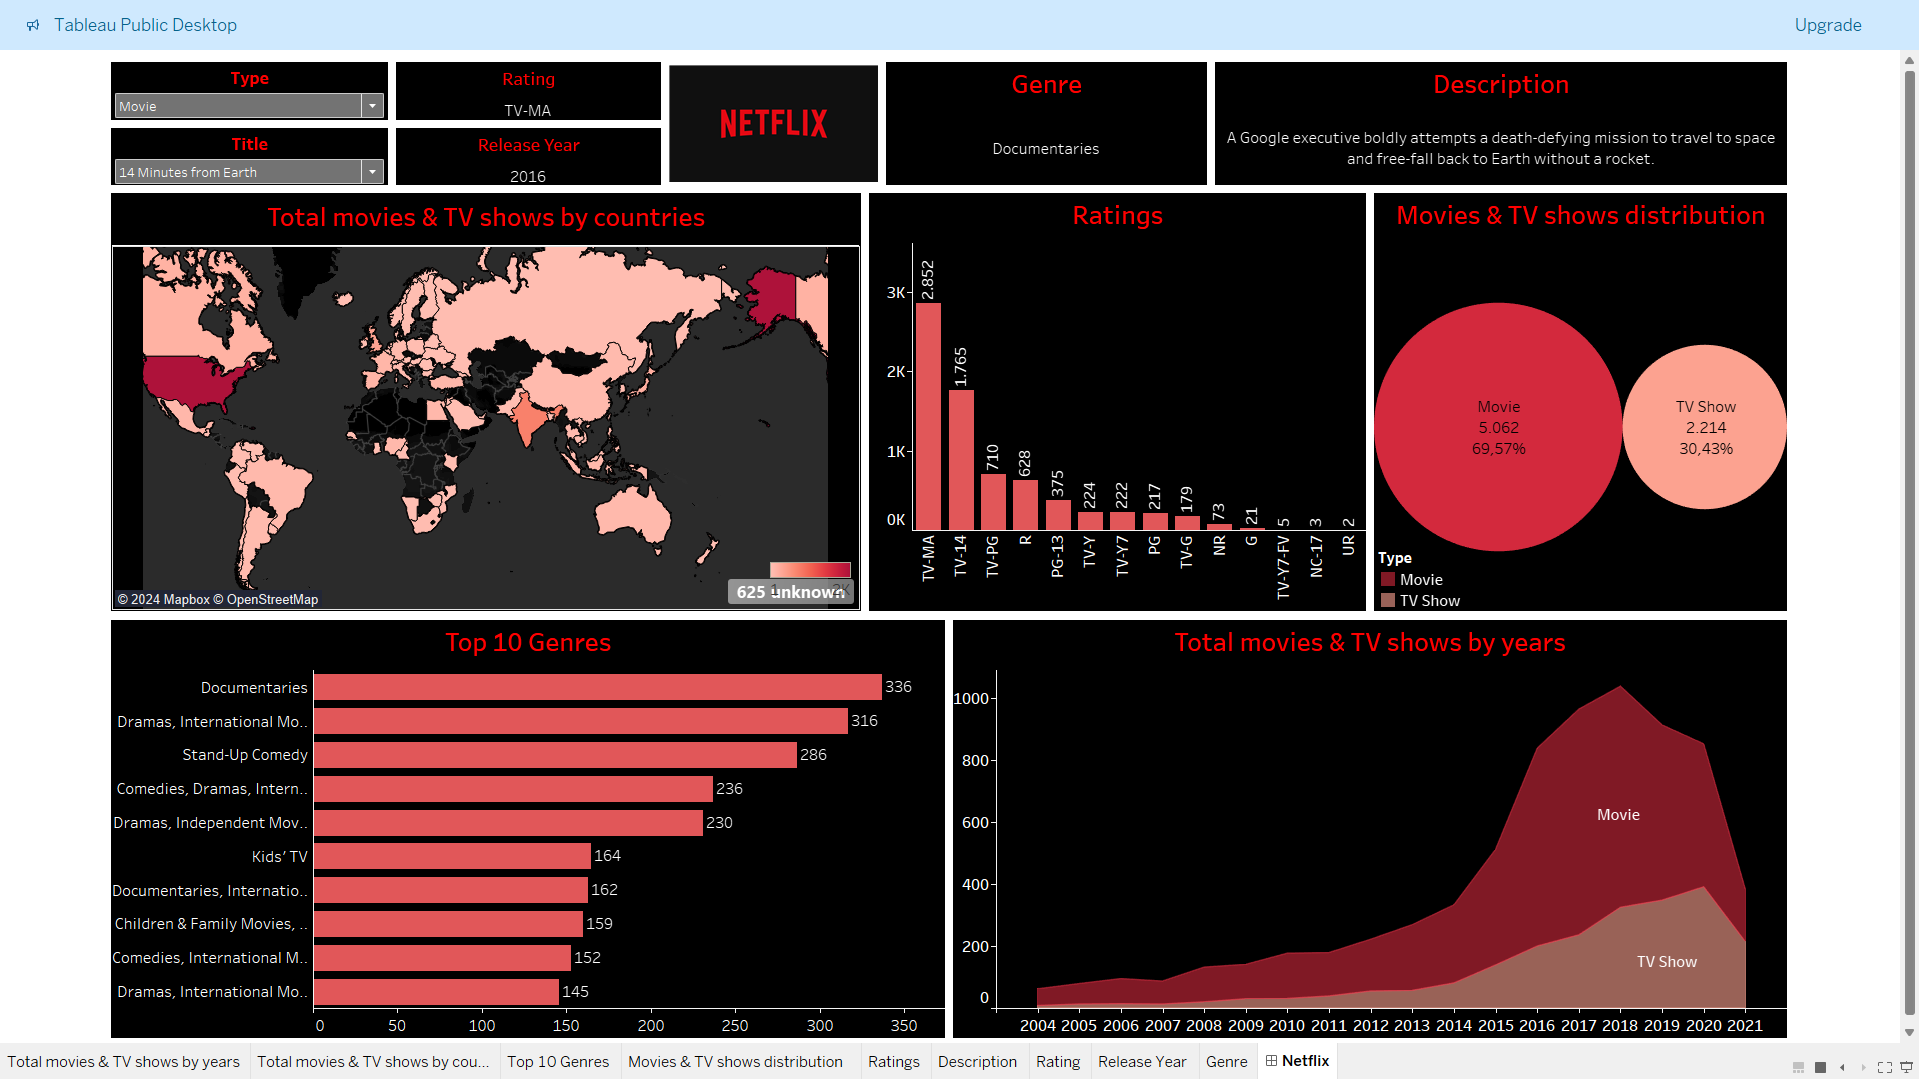 Tableau Public Desktop
Upgrade
Type
Movie
Rating
TV-MA
Title
14 Minutes from Earth
Release Year
2016
NETFLIX
Genre
Documentaries
Description
A Google executive boldly attempts a death-defying mission to travel to space
and free-fall back to Earth without a rocket.
Total movies & TV shows by countries
© 2024 Mapbox © OpenStreetMap
625 unknown
Ratings
3K
2K
1K
0K
2.852
1.765
710
628
375
224
222
217
179
73
21
5
3
2
TV-MA
TV-14
TV-PG
R
PG-13
TV-Y
TV-Y7
PG
TV-G
NR
G
TV-Y7-FV
NC-17
UR
Movies & TV shows distribution
Movie
5.062
69,57%
TV Show
2.214
30,43%
Type
Movie
TV Show
Top 10 Genres
Documentaries 336
Dramas, International Mo.. 316
Stand-Up Comedy 286
Comedies, Dramas, Intern.. 236
Dramas, Independent Mov.. 230
Kids’ TV 164
Documentaries, Internatio.. 162
Children & Family Movies, .. 159
Comedies, International M.. 152
Dramas, International Mo.. 145
0 50 100 150 200 250 300 350
Total movies & TV shows by years
1000
800
600
400
200
0
Movie
TV Show
2004 2005 2006 2007 2008 2009 2010 2011 2012 2013 2014 2015 2016 2017 2018 2019 2020 2021
Total movies & TV shows by years
Total movies & TV shows by cou...
Top 10 Genres
Movies & TV shows distribution
Ratings
Description
Rating
Release Year
Genre
Netflix